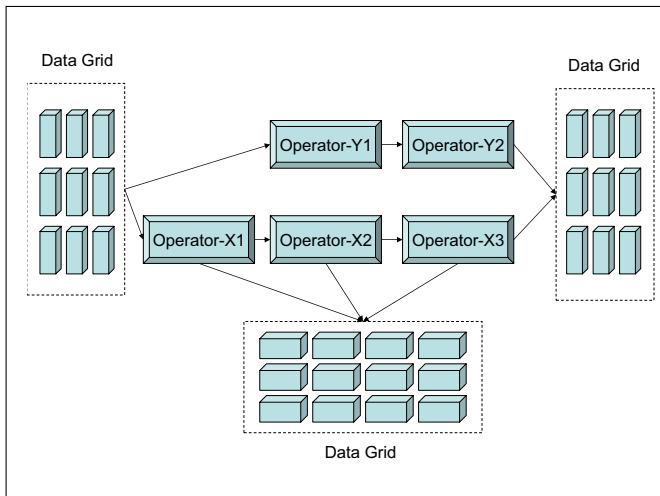 Data Grid
Data Grid
Operator-Y1
Operator-Y2
Operator-X1
Operator-X2
Operator-X3
Data Grid